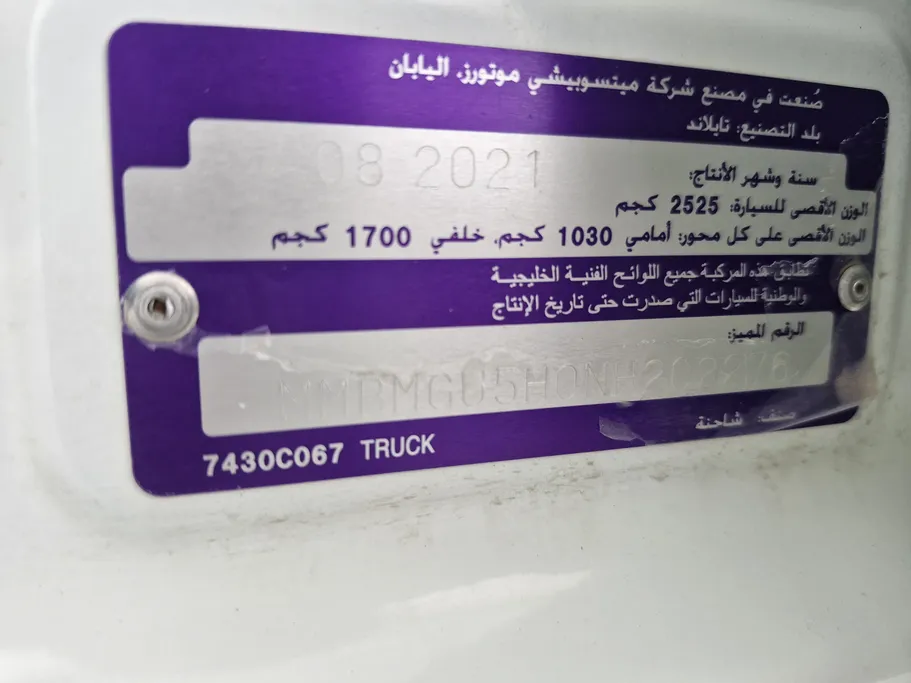 صُنعت في مصنع شركة ميتسوبيشي موتورز، اليابان
بلد التصنيع: تايلاند
سنة وشهر الأنتاج: 08 2021
الوزن الأقصى للسيارة: 2525 كجم
الوزن الأقصى على كل محور: أمامي 1030 كجم، خلفي 1700 كجم
تطابق هذه المركبة جميع اللوائح الفنية الخليجية
والوطنية للسيارات التي صدرت حتى تاريخ الإنتاج
الرقم المميز:
صنف: شاحنة
7430C067 TRUCK